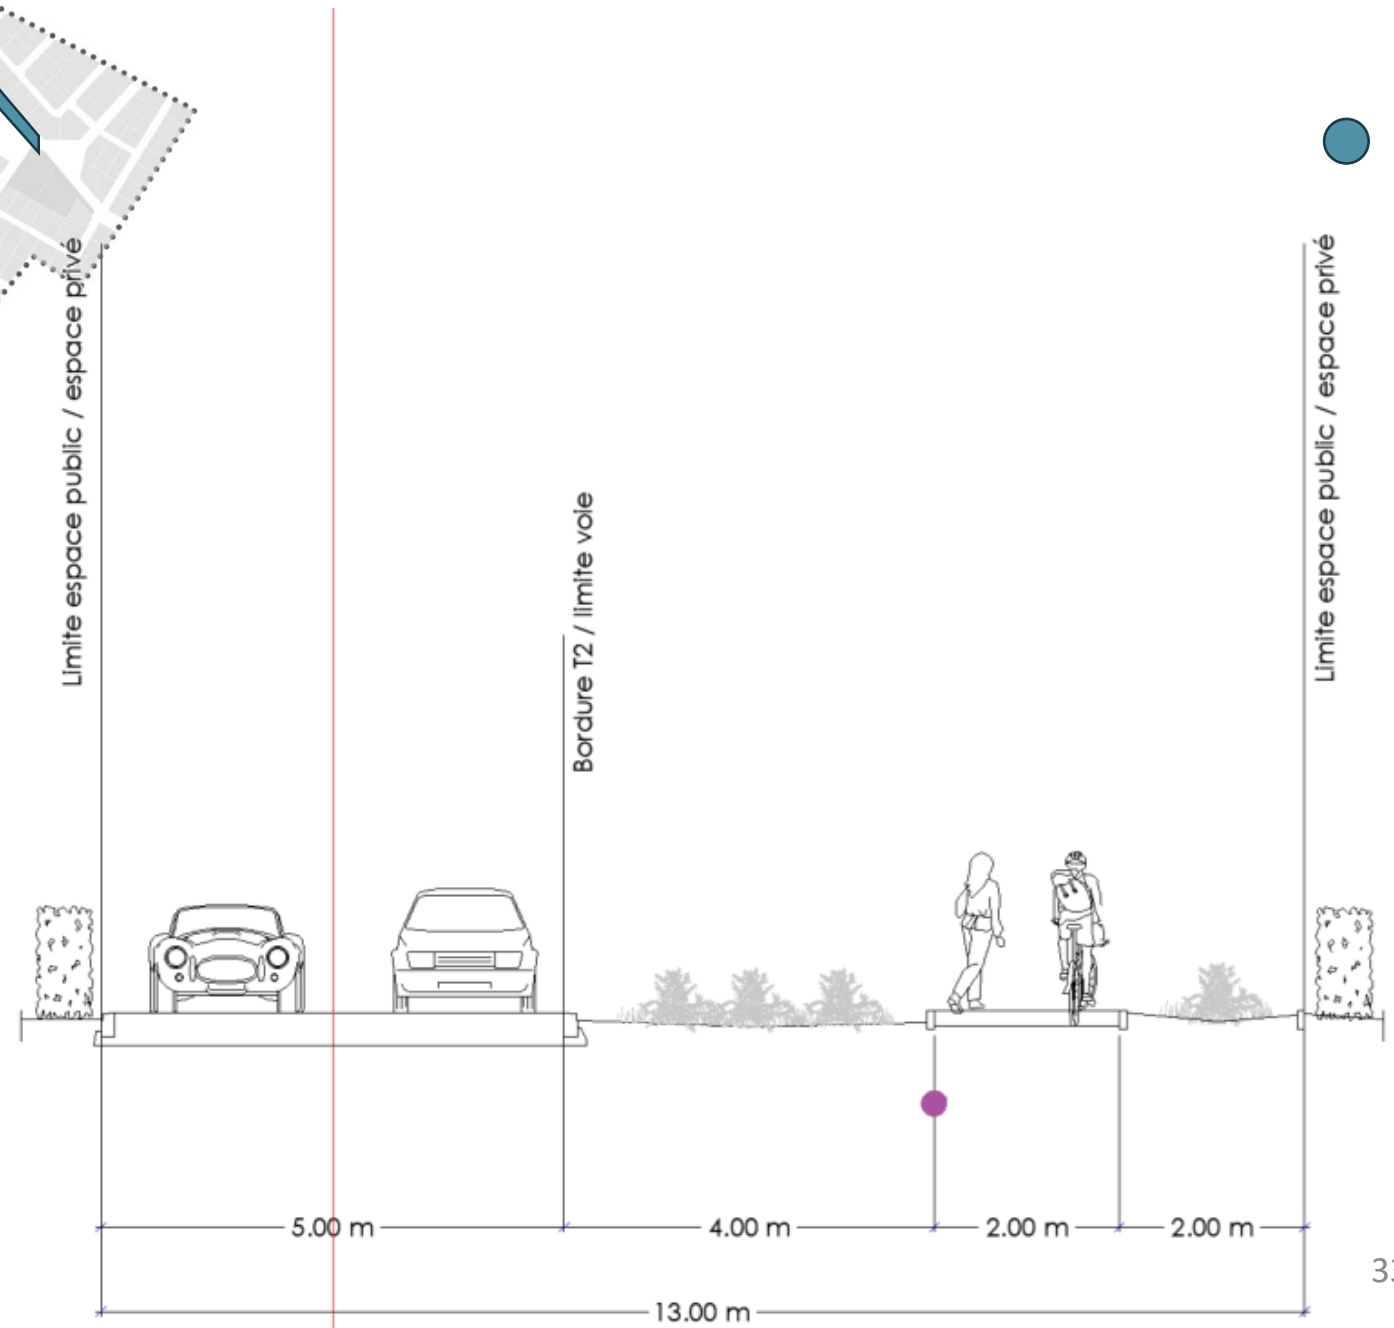 Limite espace public / espace privé
Bordure T2 / limite voie
Limite espace public / espace privé
5.00 m
4.00 m
2.00 m
2.00 m
13.00 m